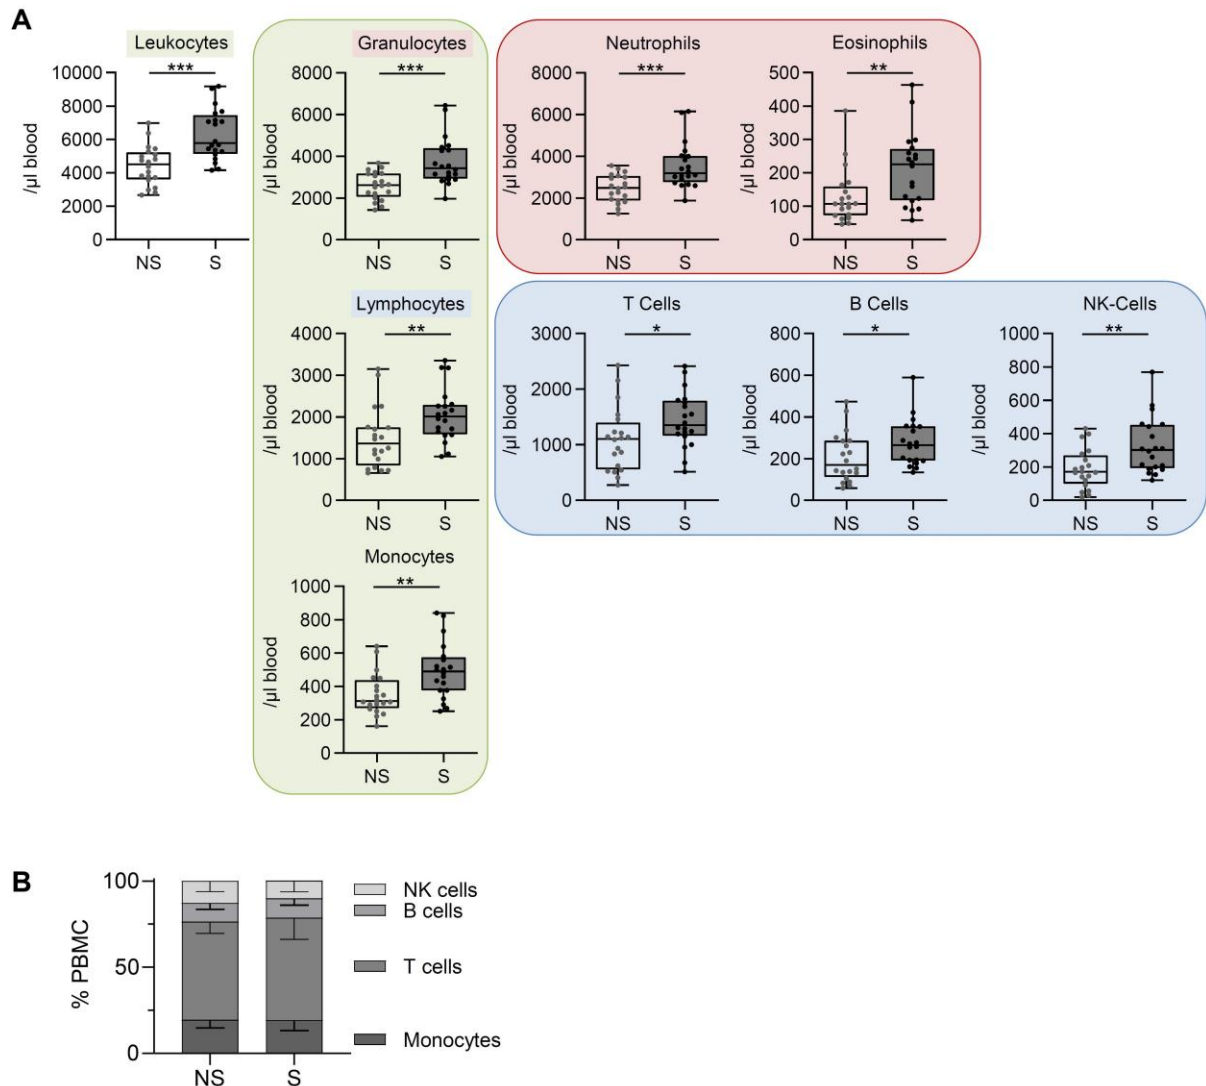 A
Leukocytes
***
10000
8000
6000
4000
2000
0
/µl blood
NS S
Granulocytes
***
8000
6000
4000
2000
0
/µl blood
NS S
Neutrophils
***
8000
6000
4000
2000
0
/µl blood
NS S
Eosinophils
**
500
400
300
200
100
0
/µl blood
NS S
Lymphocytes
**
4000
3000
2000
1000
0
/µl blood
NS S
T Cells
*
3000
2000
1000
0
/µl blood
NS S
B Cells
*
800
600
400
200
0
/µl blood
NS S
NK-Cells
**
1000
800
600
400
200
0
/µl blood
NS S
Monocytes
**
1000
800
600
400
200
0
/µl blood
NS S
B
100
50
0
% PBMC
NS S
NK cells
B cells
T cells
Monocytes